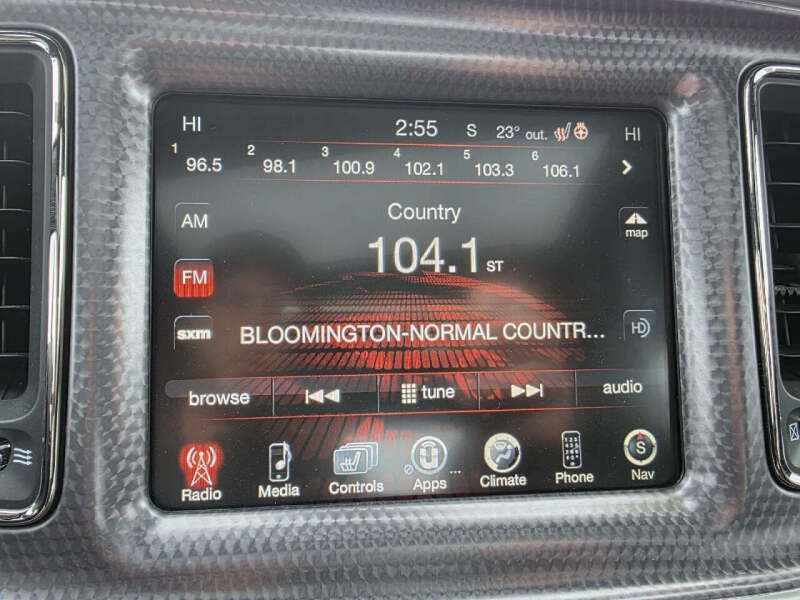 HI 2:55 S 23° out. HI
1 96.5 2 98.1 3 100.9 4 102.1 5 103.3 6 106.1
Country
AM
map
104.1 ST
FM
sxm
BLOOMINGTON-NORMAL COUNTR...
HD
browse tune audio
Radio Media Controls Apps ... Climate Phone Nav
S